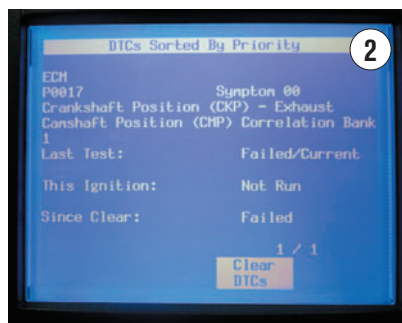 DTCs Sorted By Priority
2
ECM
P0017 Symptom 00
Crankshaft Position (CKP) - Exhaust
Camshaft Position (CMP) Correlation Bank
1
Last Test: Failed/Current
This Ignition: Not Run
Since Clear: Failed
1 / 1
Clear
DTCs